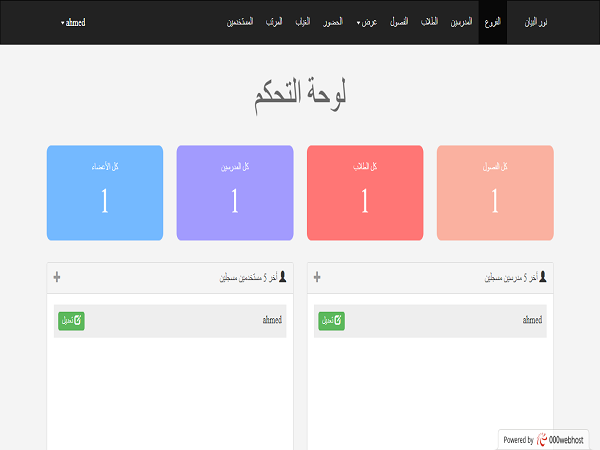 نور البيان
الفروع
المدرسين
الطلاب
الفصول
عرض
الحضور
الغياب
المرتب
المستخدمين
ahmed
لوحة التحكم
كل الفصول
1
كل الطلاب
1
كل المدرسين
1
كل الأعضاء
1
أخر 5 مدرسين مسجلين
ahmed
تعديل
أخر 5 مستخدمين مسجلين
ahmed
تعديل
Powered by 000webhost